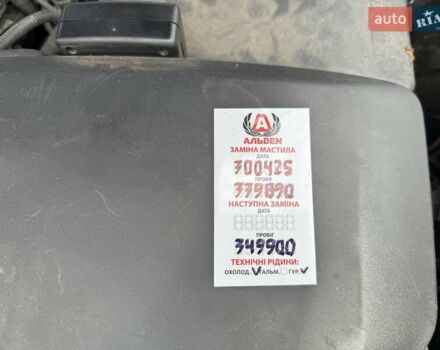 auto RIA
A
АЛЬDEN
ЗАМІНА МАСТИЛА
ДАТА
300425
ПРОБІГ
339890
НАСТУПНА ЗАМІНА
ДАТА
ПРОБІГ
349900
ТЕХНІЧНІ РІДИНИ:
ОХОЛОД. ✓ ГАЛЬМ. ☐ ГУР. ✓